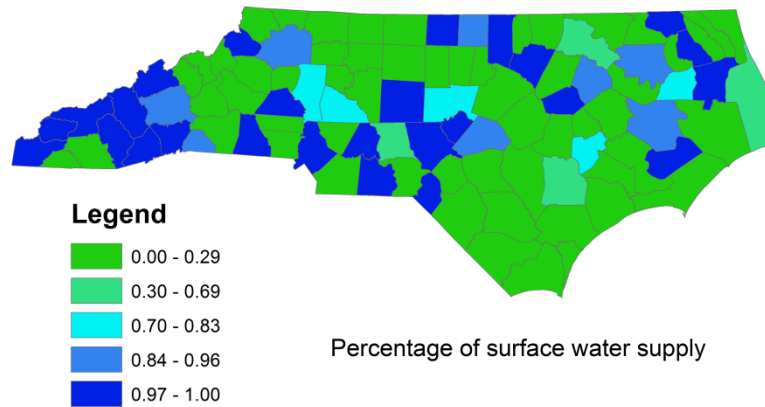 Legend
0.00 - 0.29
0.30 - 0.69
0.70 - 0.83
0.84 - 0.96
0.97 - 1.00
Percentage of surface water supply